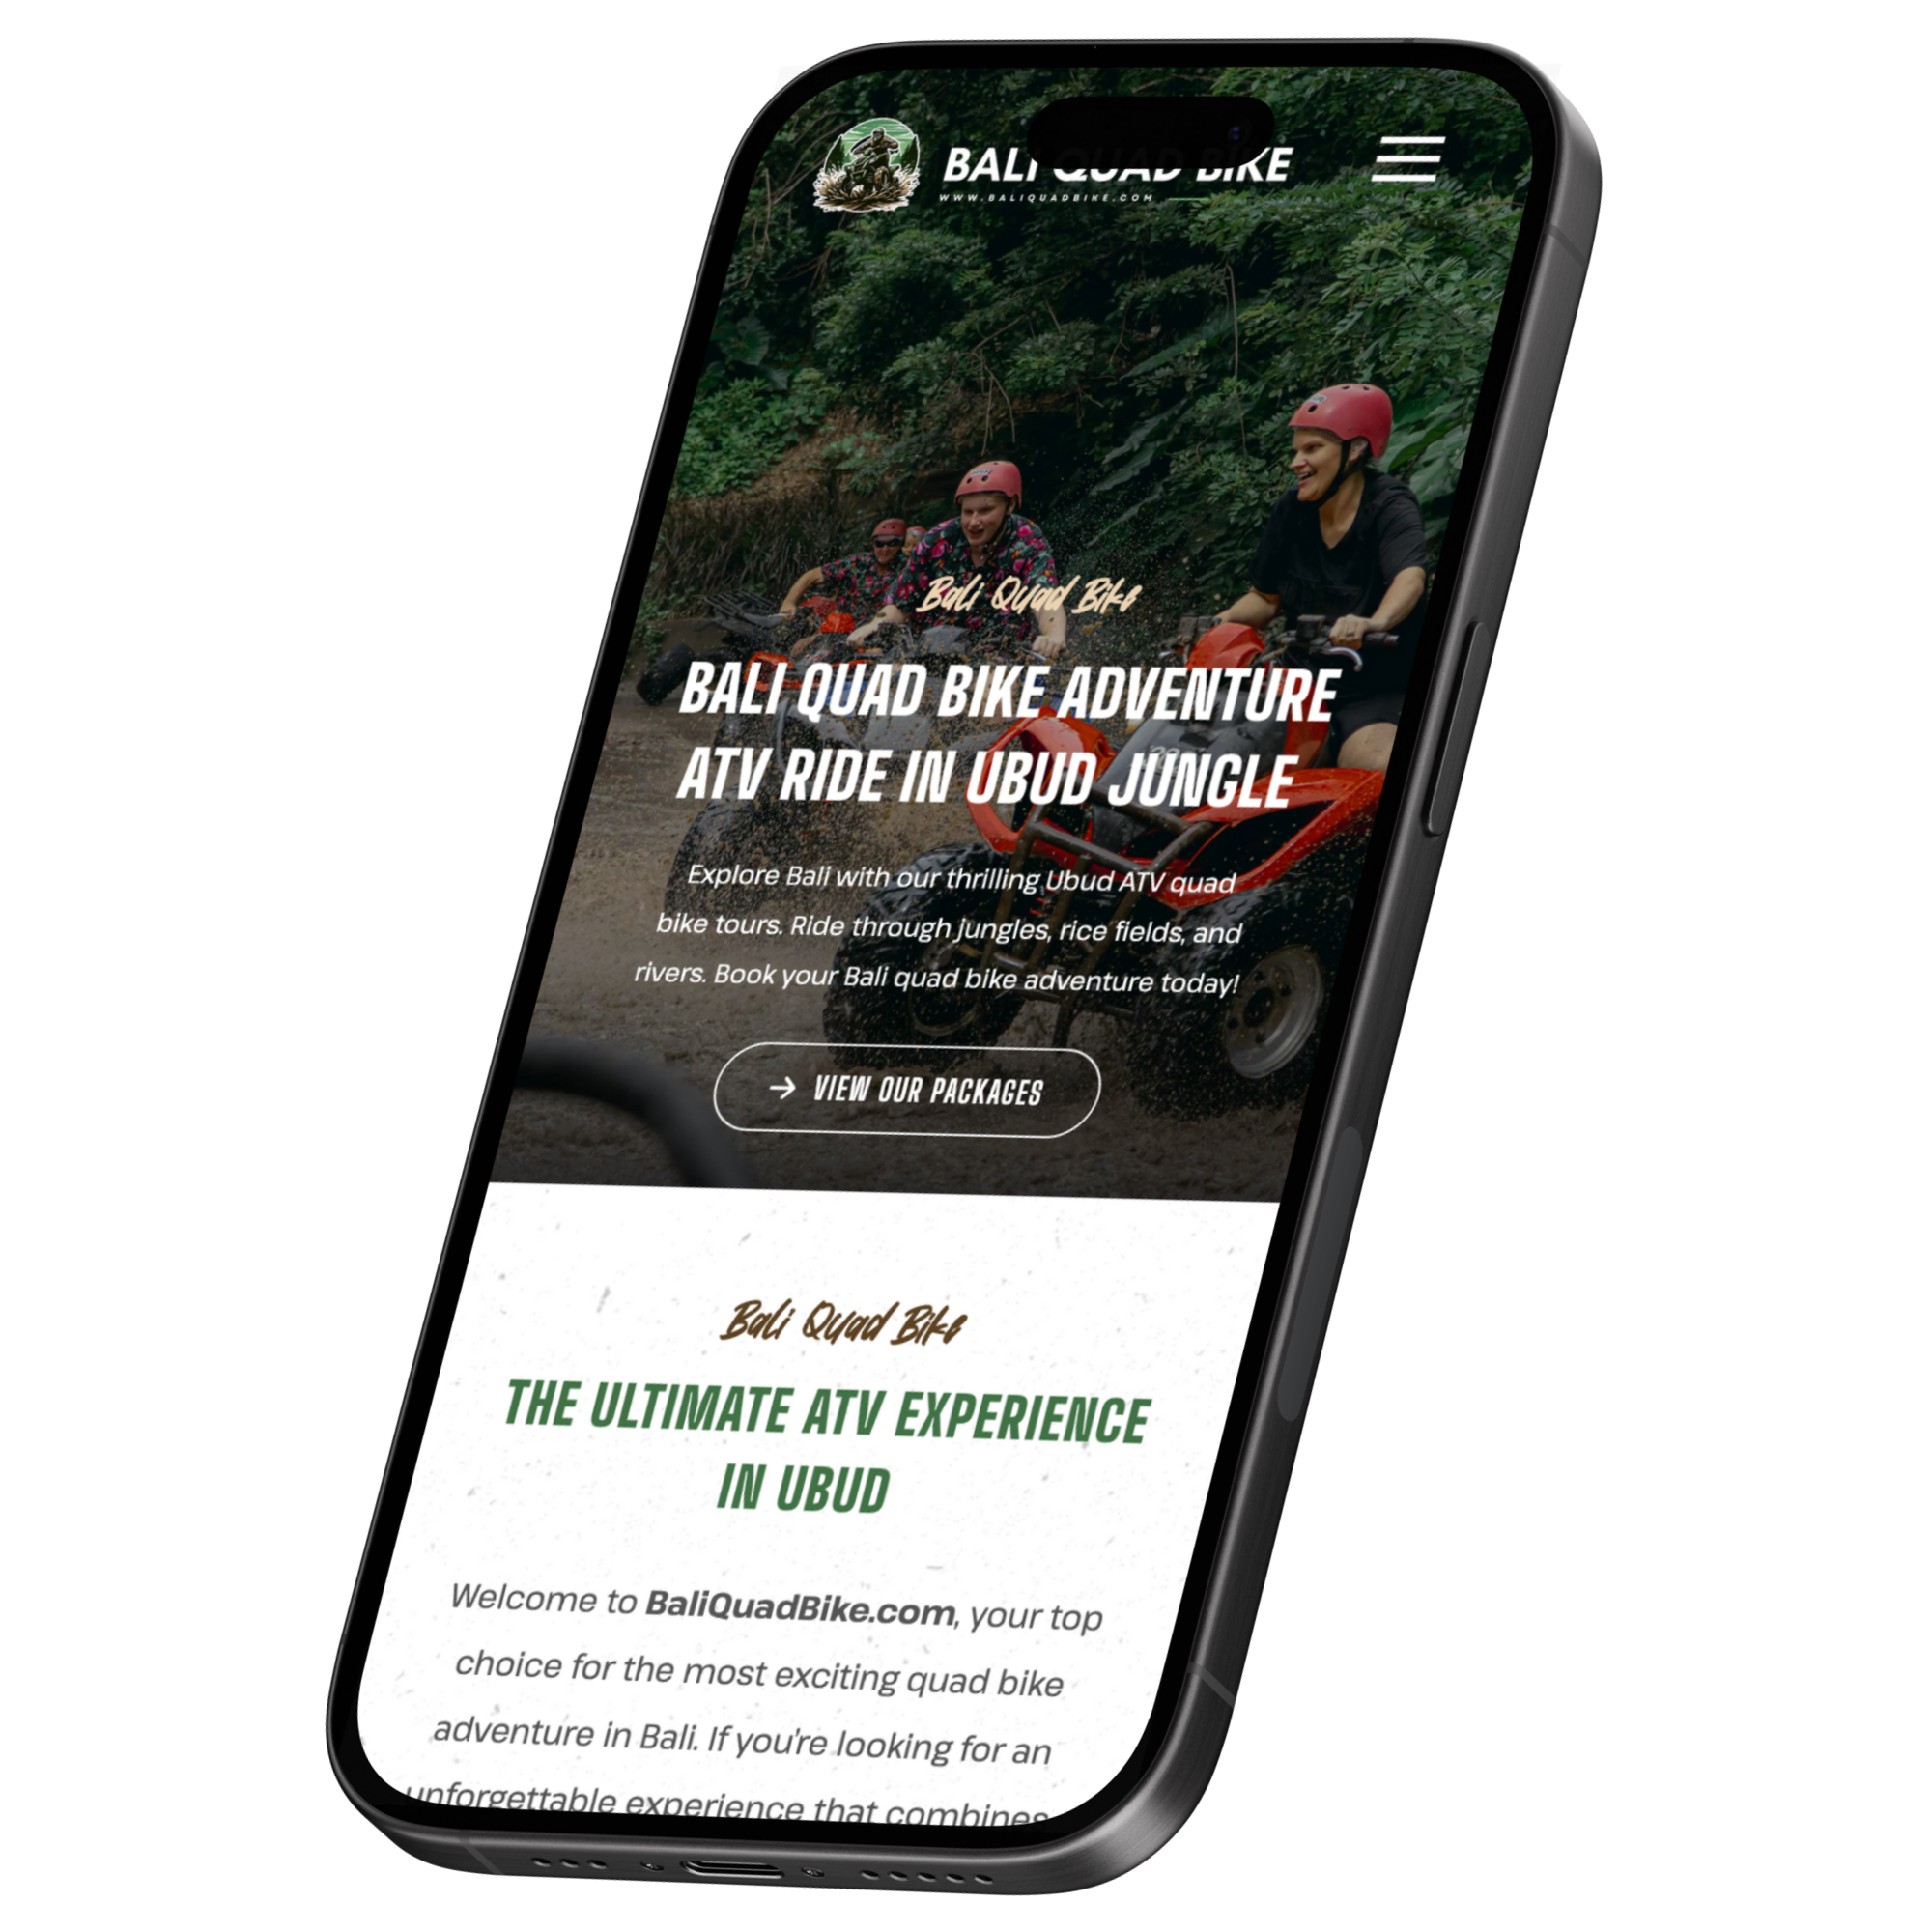 BALI QUAD BIKE
WWW.BALIQUADBIKE.COM
Bali Quad Bike
BALI QUAD BIKE ADVENTURE
ATV RIDE IN UBUD JUNGLE
Explore Bali with our thrilling Ubud ATV quad
bike tours. Ride through jungles, rice fields, and
rivers. Book your Bali quad bike adventure today!
→ VIEW OUR PACKAGES
Bali Quad Bike
THE ULTIMATE ATV EXPERIENCE
IN UBUD
Welcome to BaliQuadBike.com, your top
choice for the most exciting quad bike
adventure in Bali. If you're looking for an
unforgettable experience that combines